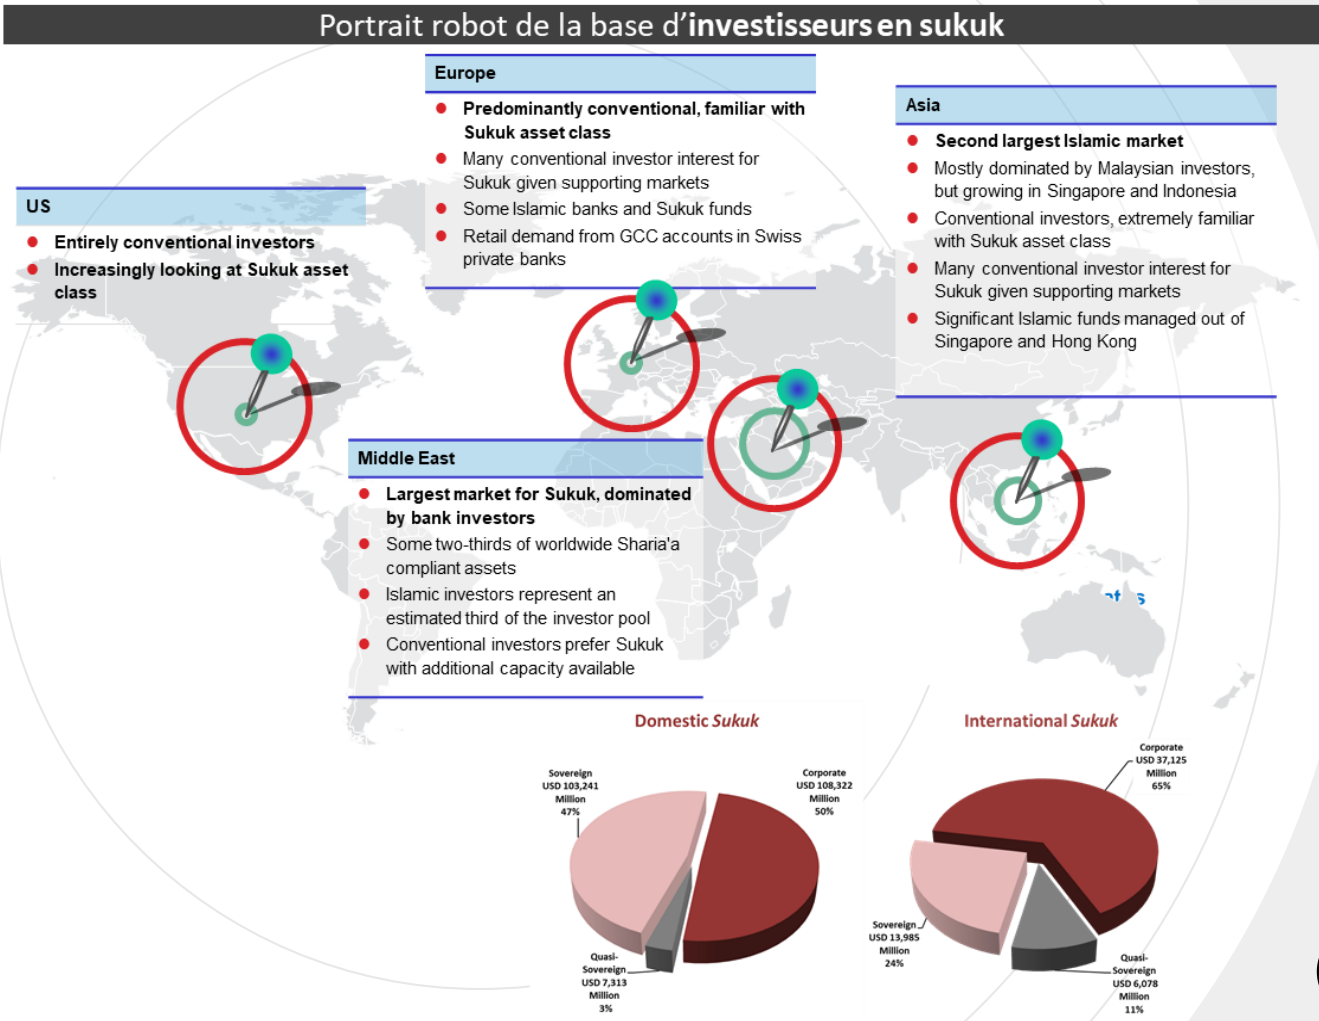 Portrait robot de la base d'investisseurs en sukuk
US
Entirely conventional investors
Increasingly looking at Sukuk asset
class
Europe
Predominantly conventional, familiar with
Sukuk asset class
Many conventional investor interest for
Sukuk given supporting markets
Some Islamic banks and Sukuk funds
Retail demand from GCC accounts in Swiss
private banks
Asia
Second largest Islamic market
Mostly dominated by Malaysian investors,
but growing in Singapore and Indonesia
Conventional investors, extremely familiar
with Sukuk asset class
Many conventional investor interest for
Sukuk given supporting markets
Significant Islamic funds managed out of
Singapore and Hong Kong
Middle East
Largest market for Sukuk, dominated
by bank investors
Some two-thirds of worldwide Sharia'a
compliant assets
Islamic investors represent an
estimated third of the investor pool
Conventional investors prefer Sukuk
with additional capacity available
Domestic Sukuk
Sovereign
USD 103,241
Million
47%
Corporate
USD 108,322
Million
50%
Quasi-
Sovereign
USD 7,313
Million
3%
International Sukuk
Corporate
USD 37,125
Million
65%
Sovereign
USD 13,985
Million
24%
Quasi-
Sovereign
USD 6,078
Million
11%